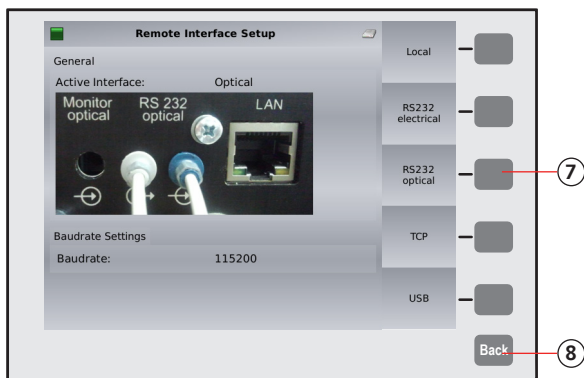 Remote Interface Setup
General
Active Interface: Optical
Monitor optical
RS 232 optical
LAN
Baudrate Settings
Baudrate: 115200
Local
RS232
electrical
RS232
optical
TCP
USB
Back
7
8